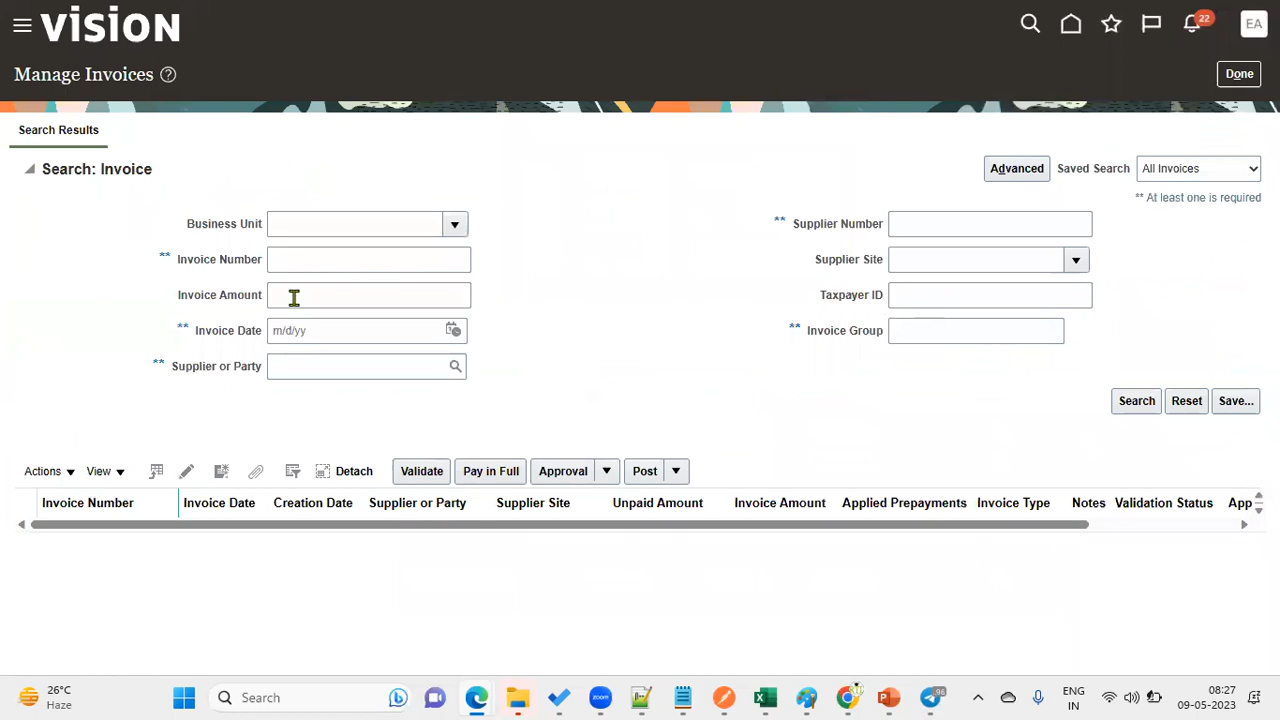 VISION
22
EA
Manage Invoices
Done
Search Results
Search: Invoice
Advanced Saved Search All Invoices
** At least one is required
Business Unit
** Supplier Number
** Invoice Number
Supplier Site
Invoice Amount
Taxpayer ID
** Invoice Date m/d/yy
** Invoice Group
** Supplier or Party
Search Reset Save...
Actions View Detach Validate Pay in Full Approval Post
Invoice Number Invoice Date Creation Date Supplier or Party Supplier Site Unpaid Amount Invoice Amount Applied Prepayments Invoice Type Notes Validation Status App
26°C
Haze
Search
96
ENG
IN
08:27
09-05-2023